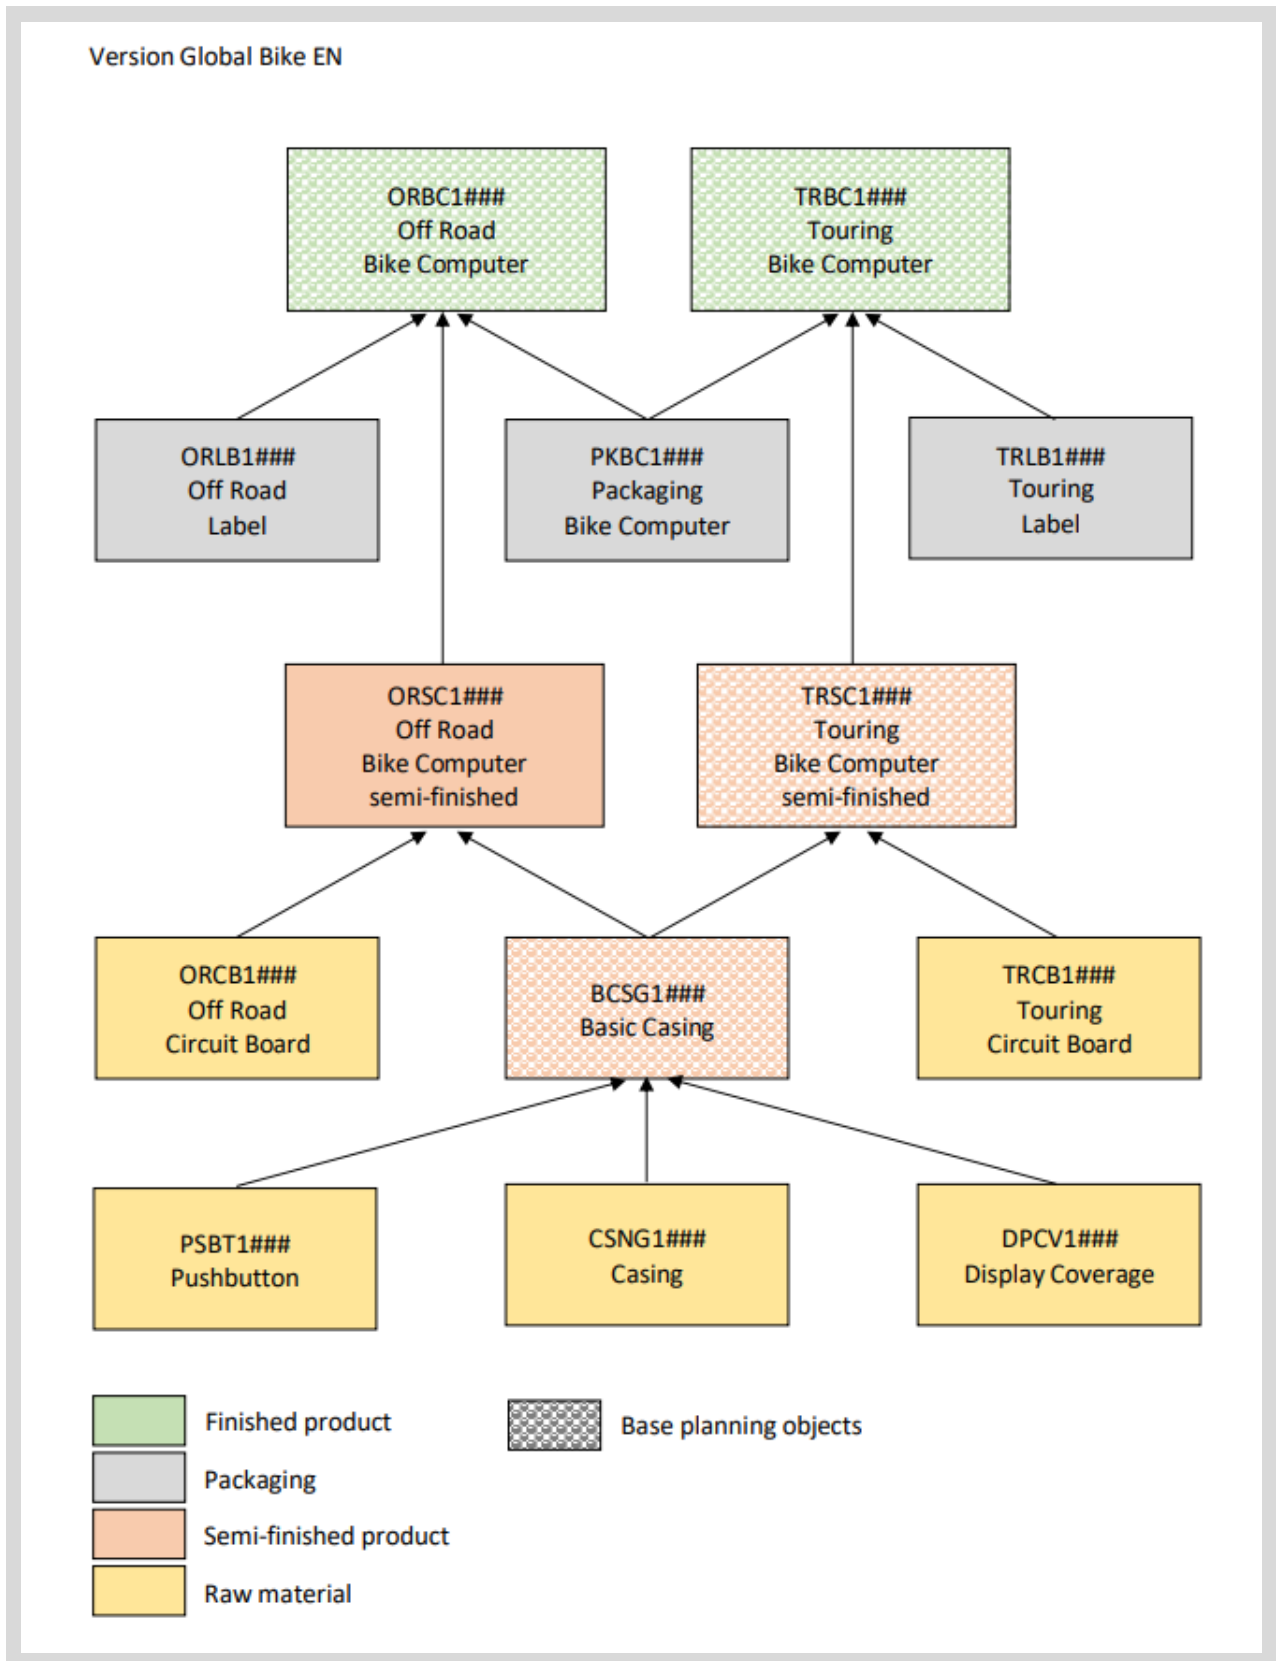 Version Global Bike EN
ORBC1###
Off Road
Bike Computer
TRBC1###
Touring
Bike Computer
ORLB1###
Off Road
Label
PKBC1###
Packaging
Bike Computer
TRLB1###
Touring
Label
ORSC1###
Off Road
Bike Computer
semi-finished
TRSC1###
Touring
Bike Computer
semi-finished
ORCB1###
Off Road
Circuit Board
BCSG1###
Basic Casing
TRCB1###
Touring
Circuit Board
PSBT1###
Pushbutton
CSNG1###
Casing
DPCV1###
Display Coverage
Finished product
Base planning objects
Packaging
Semi-finished product
Raw material